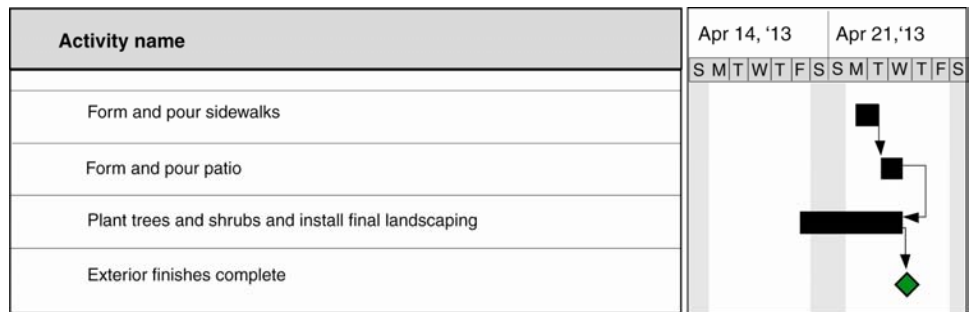 Activity name
Apr 14, ‘13 Apr 21,‘13
S M T W T F S S M T W T F S
Form and pour sidewalks
Form and pour patio
Plant trees and shrubs and install final landscaping
Exterior finishes complete